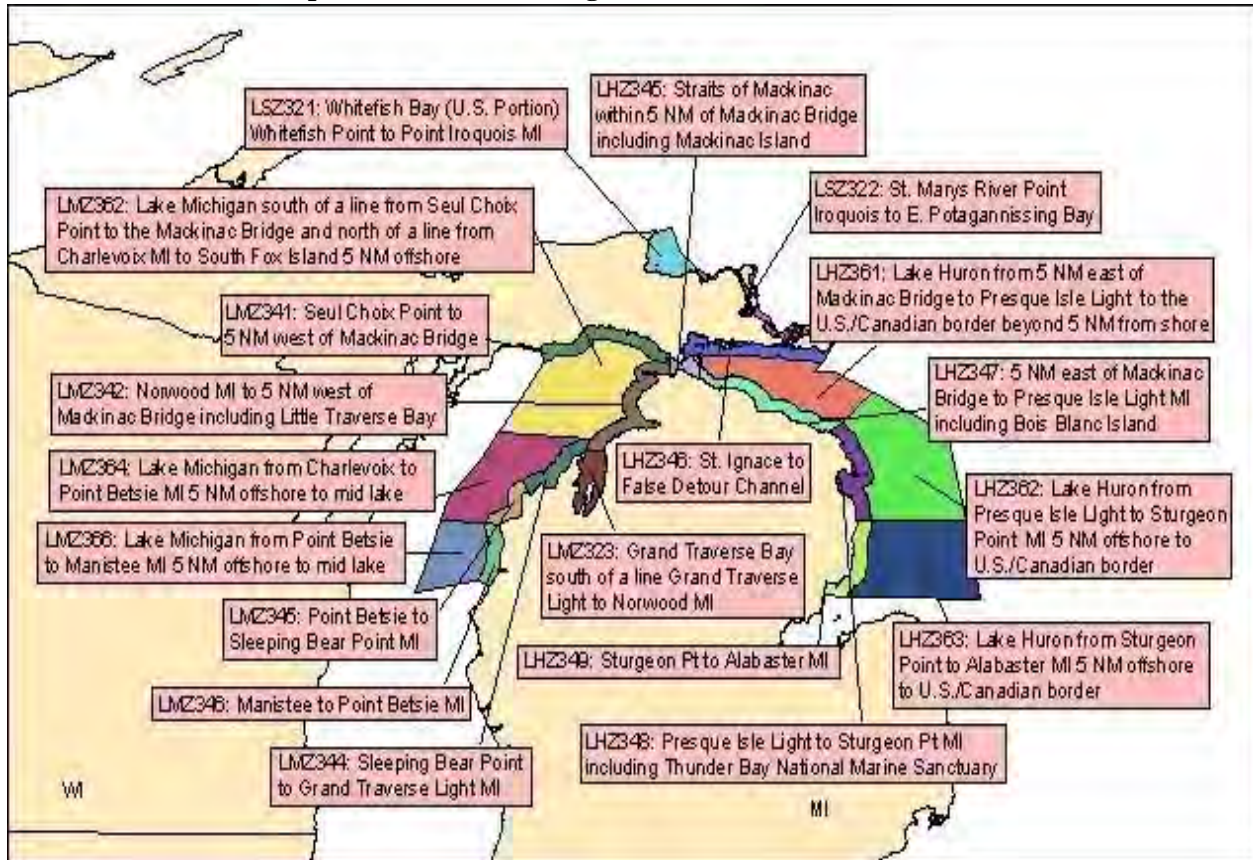 LSZ321: Whitefish Bay (U.S. Portion)
Whitefish Point to Point Iroquois MI
LHZ345: Straits of Mackinac
within 5 NM of Mackinac Bridge
including Mackinac Island
LSZ322: St. Marys River Point
Iroquois to E. Potagannissing Bay
LMZ362: Lake Michigan south of a line from Seul Choix
Point to the Mackinac Bridge and north of a line from
Charlevoix MI to South Fox Island 5 NM offshore
LHZ361: Lake Huron from 5 NM east of
Mackinac Bridge to Presque Isle Light to the
U.S./Canadian border beyond 5 NM from shore
LMZ341: Seul Choix Point to
5 NM west of Mackinac Bridge
LHZ347: 5 NM east of Mackinac
Bridge to Presque Isle Light MI
including Bois Blanc Island
LMZ342: Norwood MI to 5 NM west of
Mackinac Bridge including Little Traverse Bay
LHZ346: St. Ignace to
False Detour Channel
LMZ364: Lake Michigan from Charlevoix to
Point Betsie MI 5 NM offshore to mid lake
LHZ362: Lake Huron from
Presque Isle Light to Sturgeon
Point MI 5 NM offshore to
U.S./Canadian border
LMZ366: Lake Michigan from Point Betsie
to Manistee MI 5 NM offshore to mid lake
LMZ323: Grand Traverse Bay
south of a line Grand Traverse
Light to Norwood MI
LMZ345: Point Betsie to
Sleeping Bear Point MI
LHZ349: Sturgeon Pt to Alabaster MI
LHZ363: Lake Huron from Sturgeon
Point to Alabaster MI 5 NM offshore
to U.S./Canadian border
LMZ346: Manistee to Point Betsie MI
LHZ348: Presque Isle Light to Sturgeon Pt MI
including Thunder Bay National Marine Sanctuary
LMZ344: Sleeping Bear Point
to Grand Traverse Light MI
WI
MI